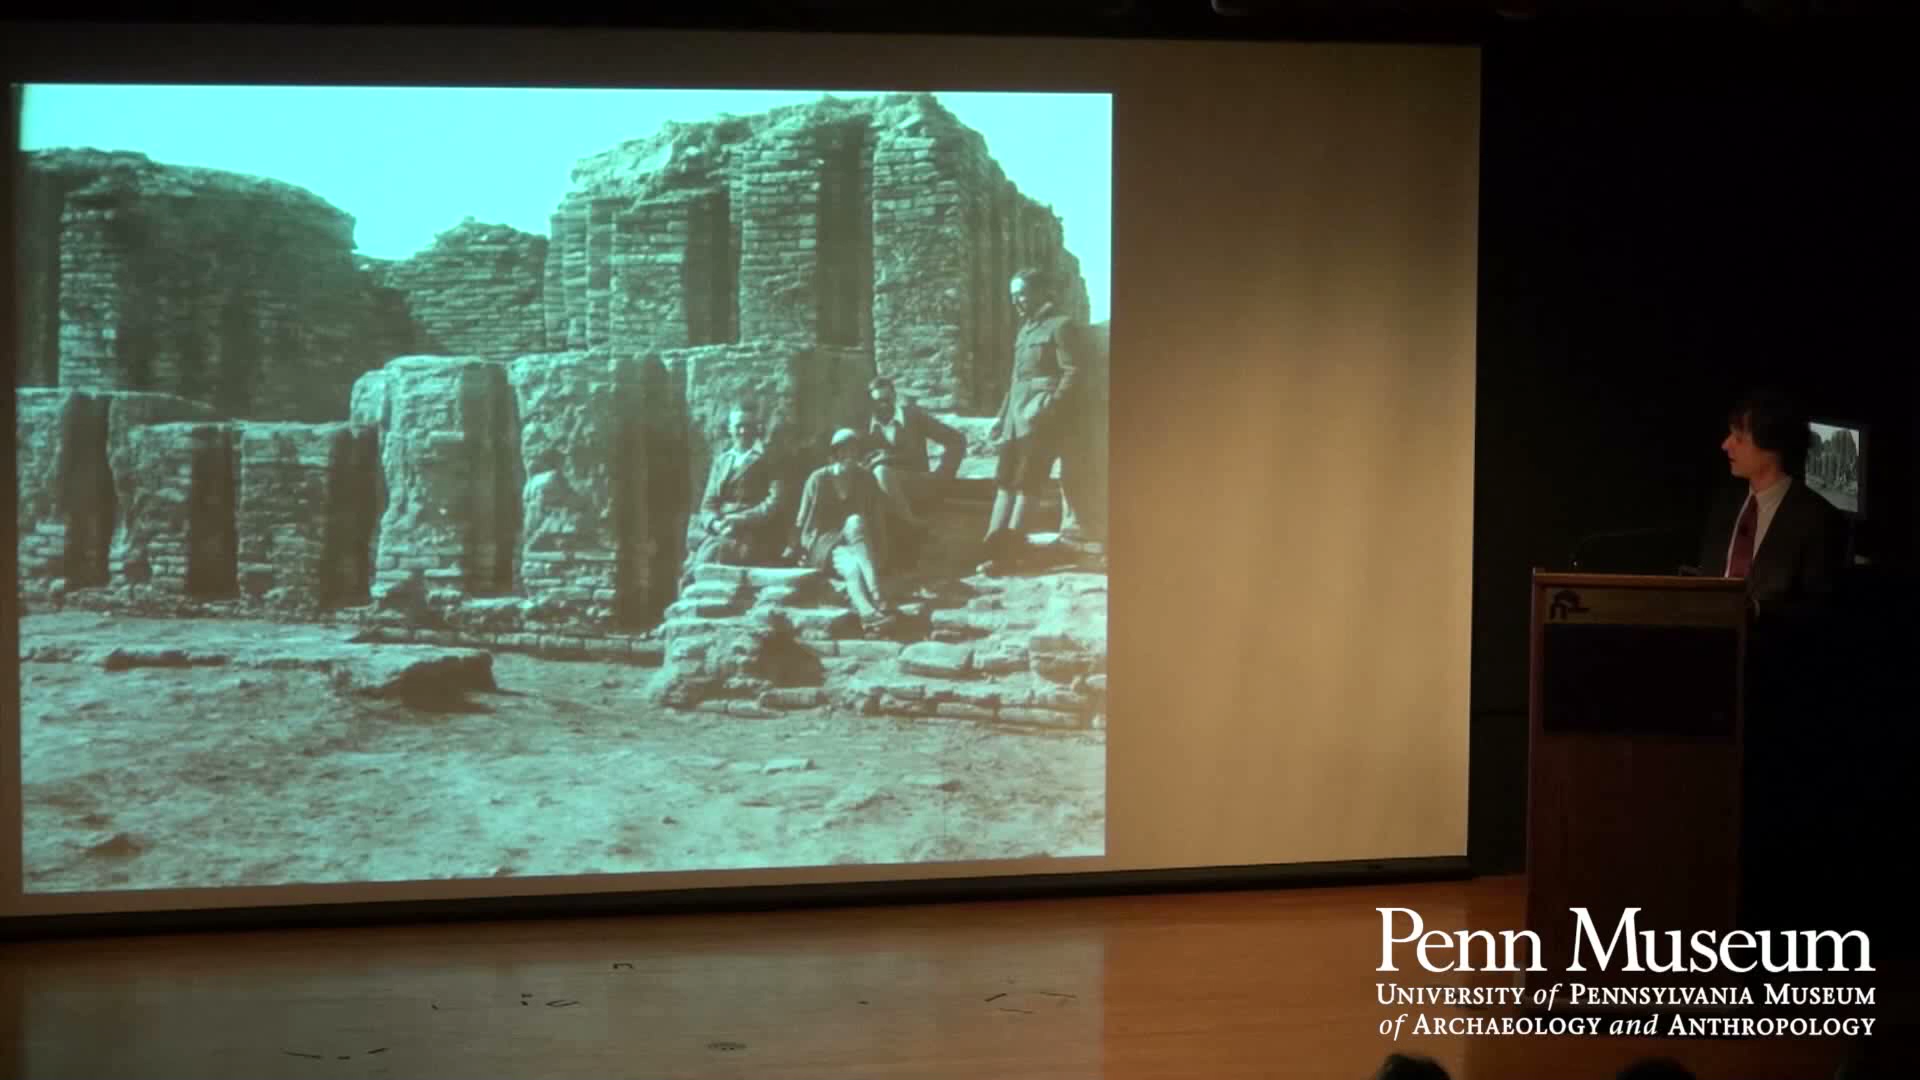 Penn Museum
UNIVERSITY of PENNSYLVANIA MUSEUM
of ARCHAEOLOGY and ANTHROPOLOGY